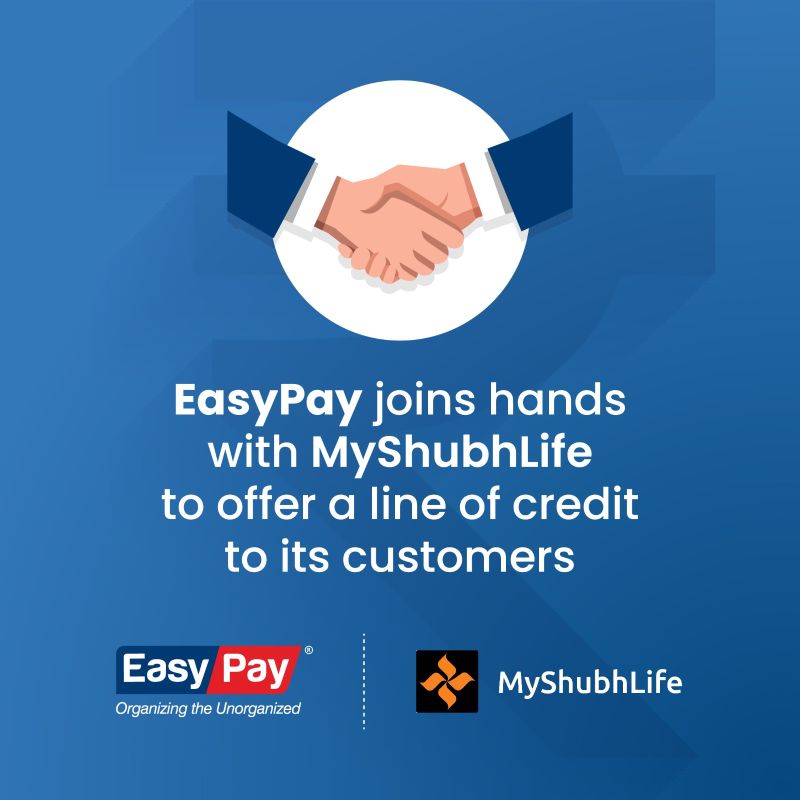 EasyPay joins hands
with MyShubhLife
to offer a line of credit
to its customers
Easy Pay ®
Organizing the Unorganized
MyShubhLife